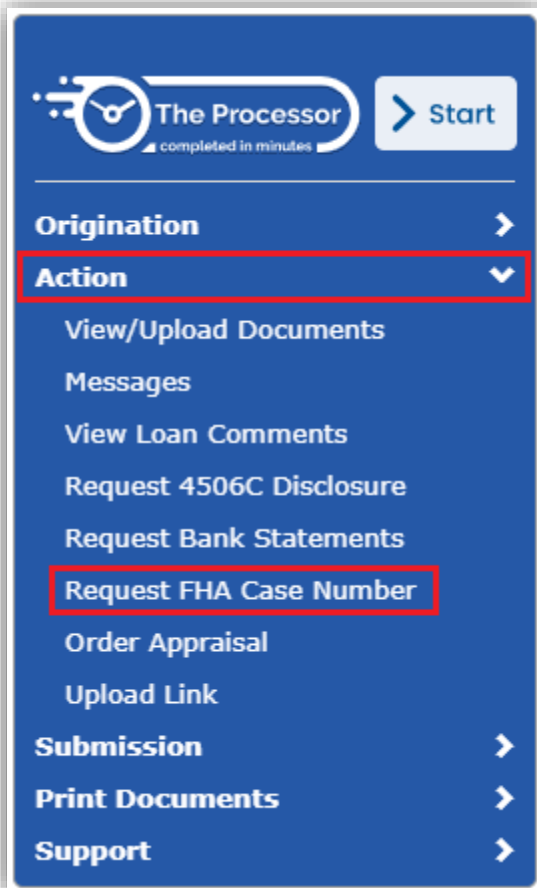 The Processor
completed in minutes
Start
Origination
Action
View/Upload Documents
Messages
View Loan Comments
Request 4506C Disclosure
Request Bank Statements
Request FHA Case Number
Order Appraisal
Upload Link
Submission
Print Documents
Support